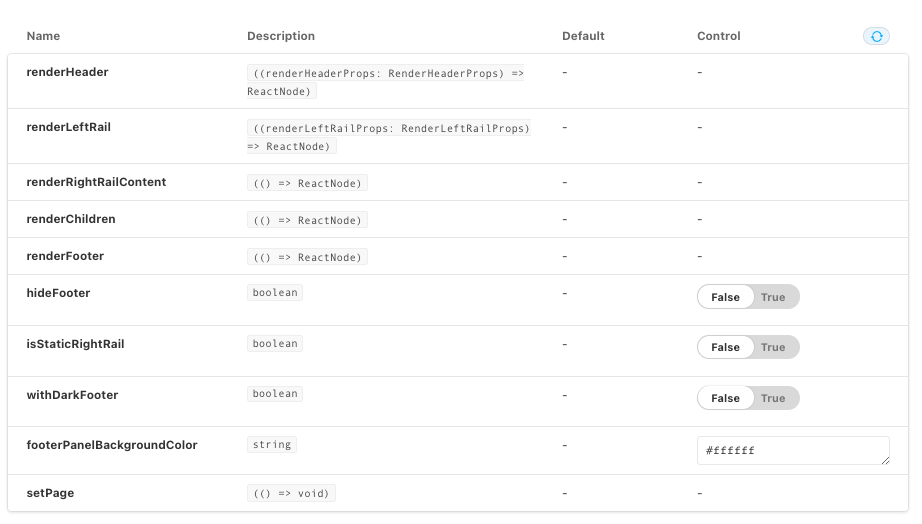 Name Description Default Control
renderHeader ((renderHeaderProps: RenderHeaderProps) => - -
ReactNode)
renderLeftRail ((renderLeftRailProps: RenderLeftRailProps) - -
=> ReactNode)
renderRightRailContent (() => ReactNode) - -
renderChildren (() => ReactNode) - -
renderFooter (() => ReactNode) - -
hideFooter boolean - False True
isStaticRightRail boolean - False True
withDarkFooter boolean - False True
footerPanelBackgroundColor string - #ffffff
setPage (() => void) - -